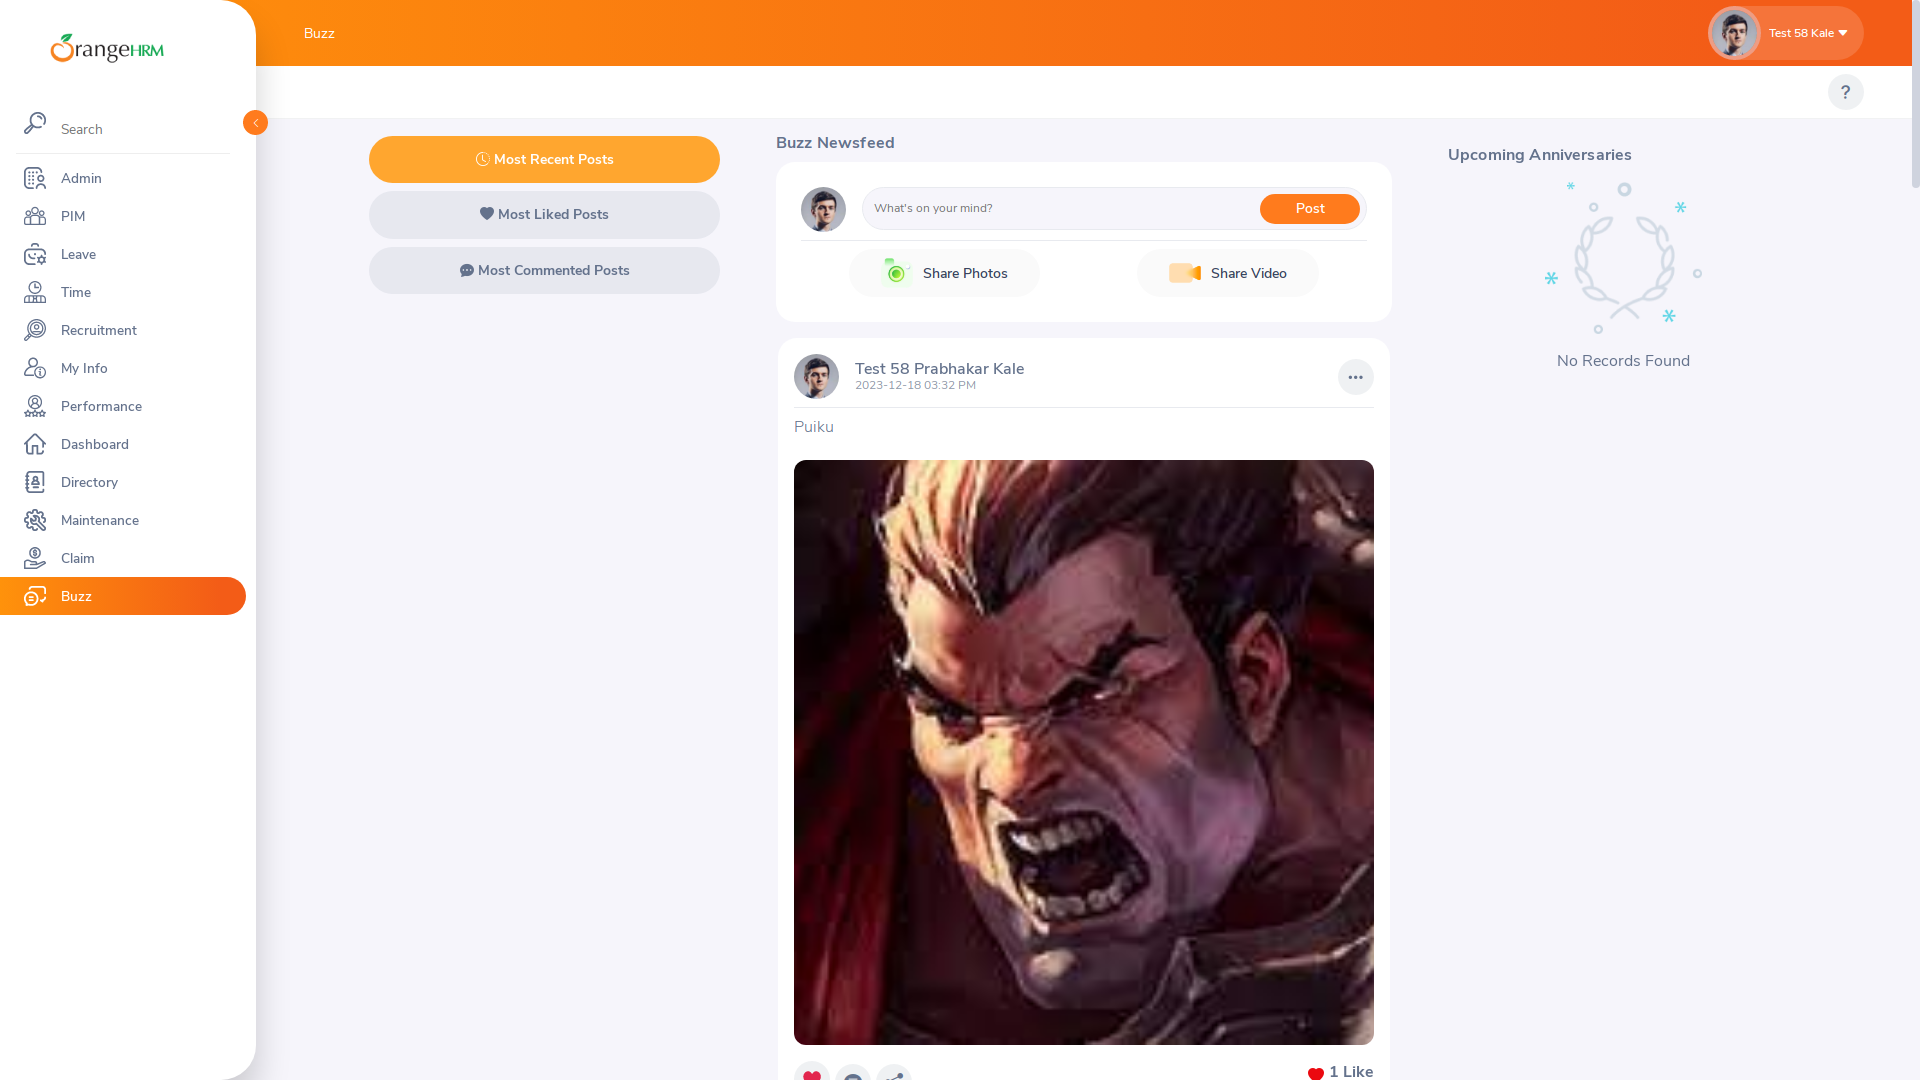 OrangeHRM
Search
Admin
PIM
Leave
Time
Recruitment
My Info
Performance
Dashboard
Directory
Maintenance
Claim
Buzz
Buzz
Test 58 Kale
?
Most Recent Posts
Most Liked Posts
Most Commented Posts
Buzz Newsfeed
What's on your mind?
Post
Share Photos
Share Video
Test 58 Prabhakar Kale
2023-12-18 03:32 PM
Puiku
1 Like
Upcoming Anniversaries
No Records Found